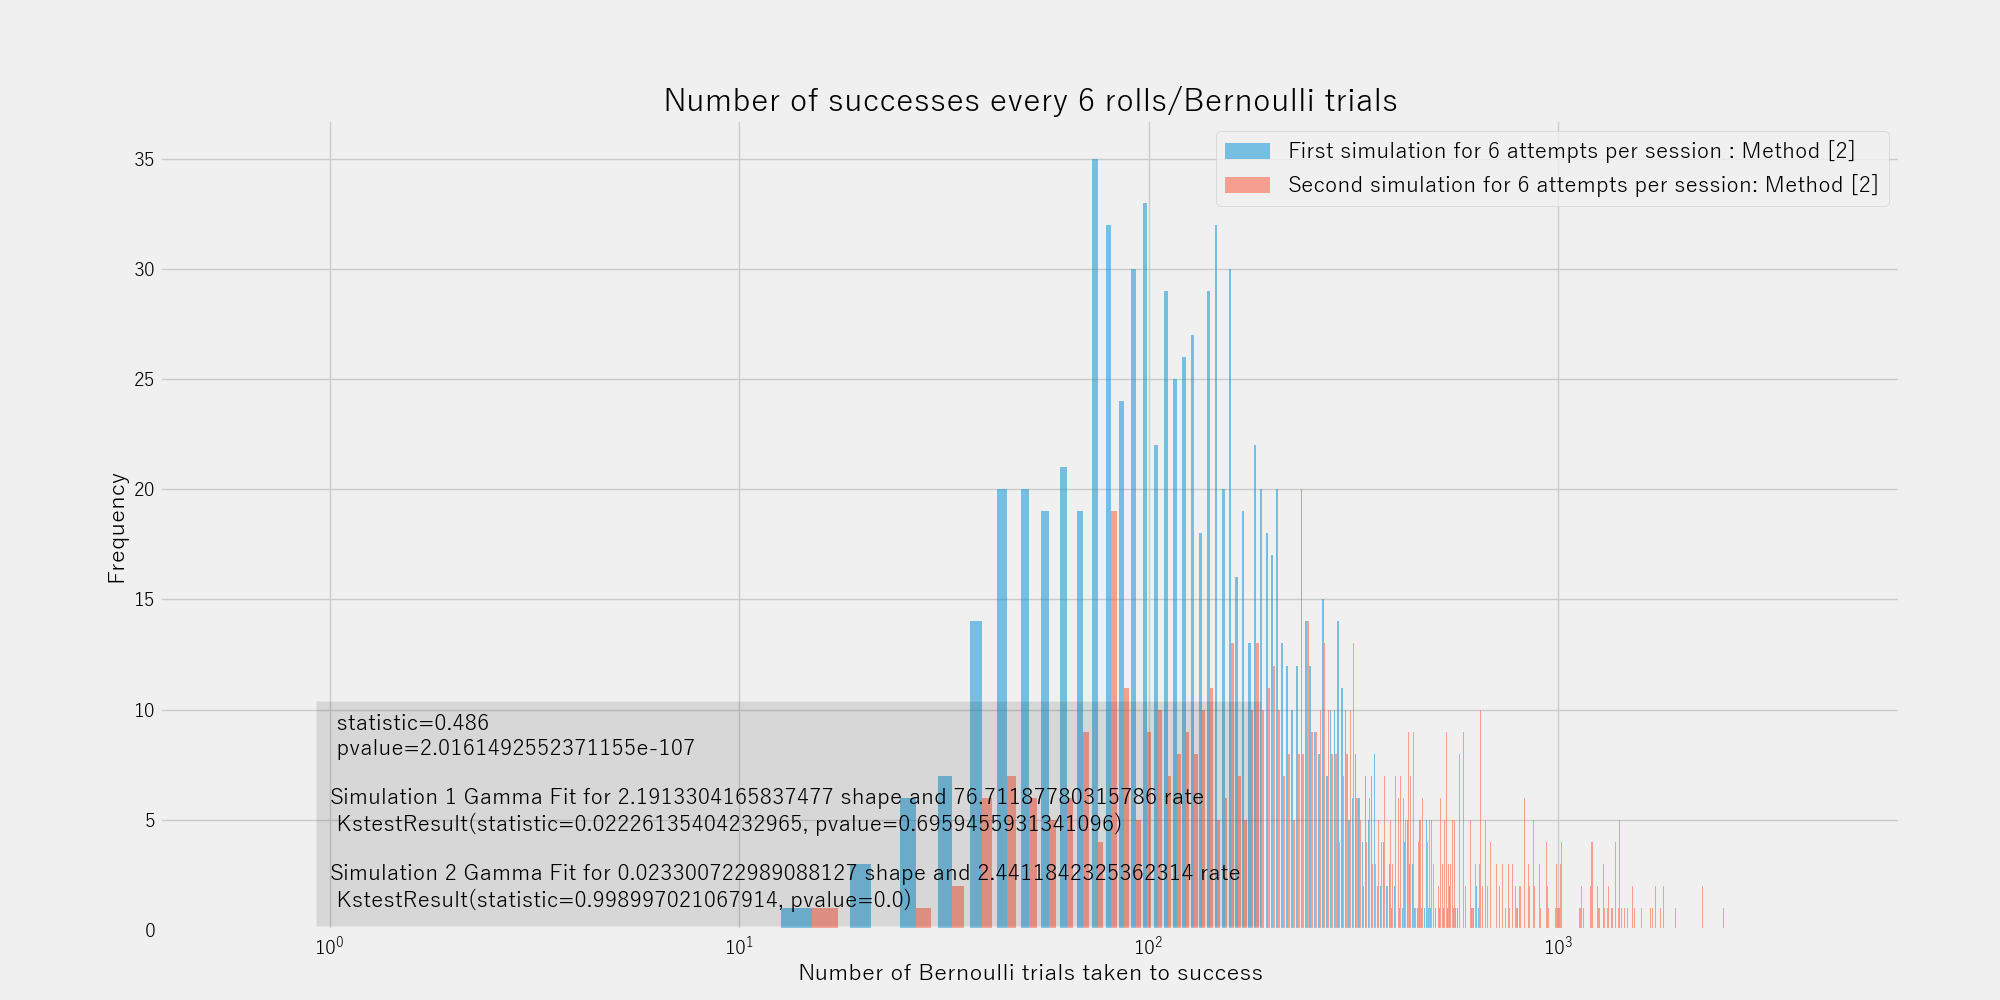 Number of successes every 6 rolls/Bernoulli trials
First simulation for 6 attempts per session : Method [2]
Second simulation for 6 attempts per session: Method [2]
Frequency
35
30
25
20
15
10
5
0
statistic=0.486
pvalue=2.0161492552371155e-107
Simulation 1 Gamma Fit for 2.1913304165837477 shape and 76.71187780315786 rate
KstestResult(statistic=0.02226135404232965, pvalue=0.6959455931341096)
Simulation 2 Gamma Fit for 0.023300722989088127 shape and 2.4411842325362314 rate
KstestResult(statistic=0.998997021067914, pvalue=0.0)
10⁰ 10¹ 10² 10³
Number of Bernoulli trials taken to success